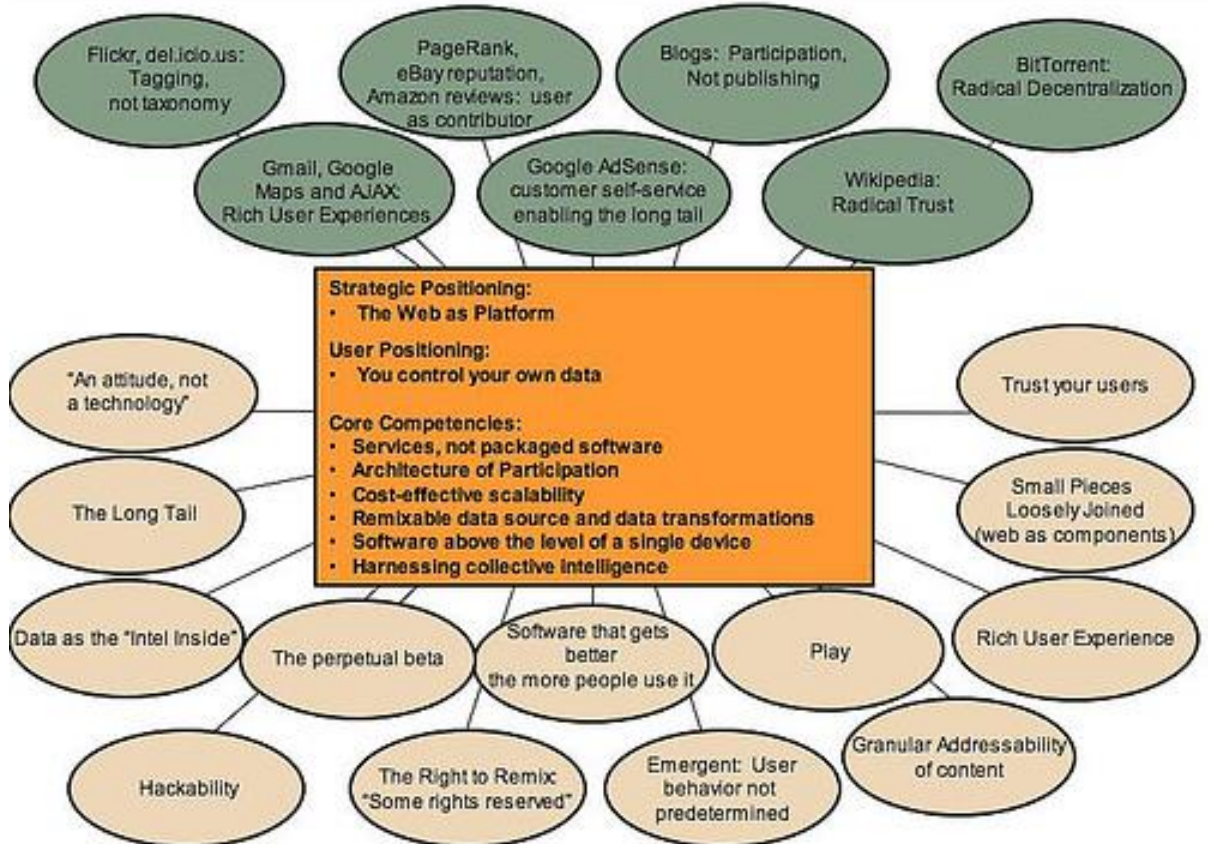 Flickr, del.icio.us:
Tagging,
not taxonomy
PageRank,
eBay reputation,
Amazon reviews: user
as contributor
Blogs: Participation,
Not publishing
BitTorrent:
Radical Decentralization
Gmail, Google
Maps and AJAX:
Rich User Experiences
Google AdSense:
customer self-service
enabling the long tail
Wikipedia:
Radical Trust
Strategic Positioning:
• The Web as Platform
User Positioning:
• You control your own data
Core Competencies:
• Services, not packaged software
• Architecture of Participation
• Cost-effective scalability
• Remixable data source and data transformations
• Software above the level of a single device
• Harnessing collective intelligence
"An attitude, not
a technology"
Trust your users
The Long Tail
Small Pieces
Loosely Joined
(web as components)
Data as the "Intel Inside"
The perpetual beta
Software that gets
better
the more people use it
Play
Rich User Experience
Hackability
The Right to Remix:
"Some rights reserved"
Emergent: User
behavior not
predetermined
Granular Addressability
of content